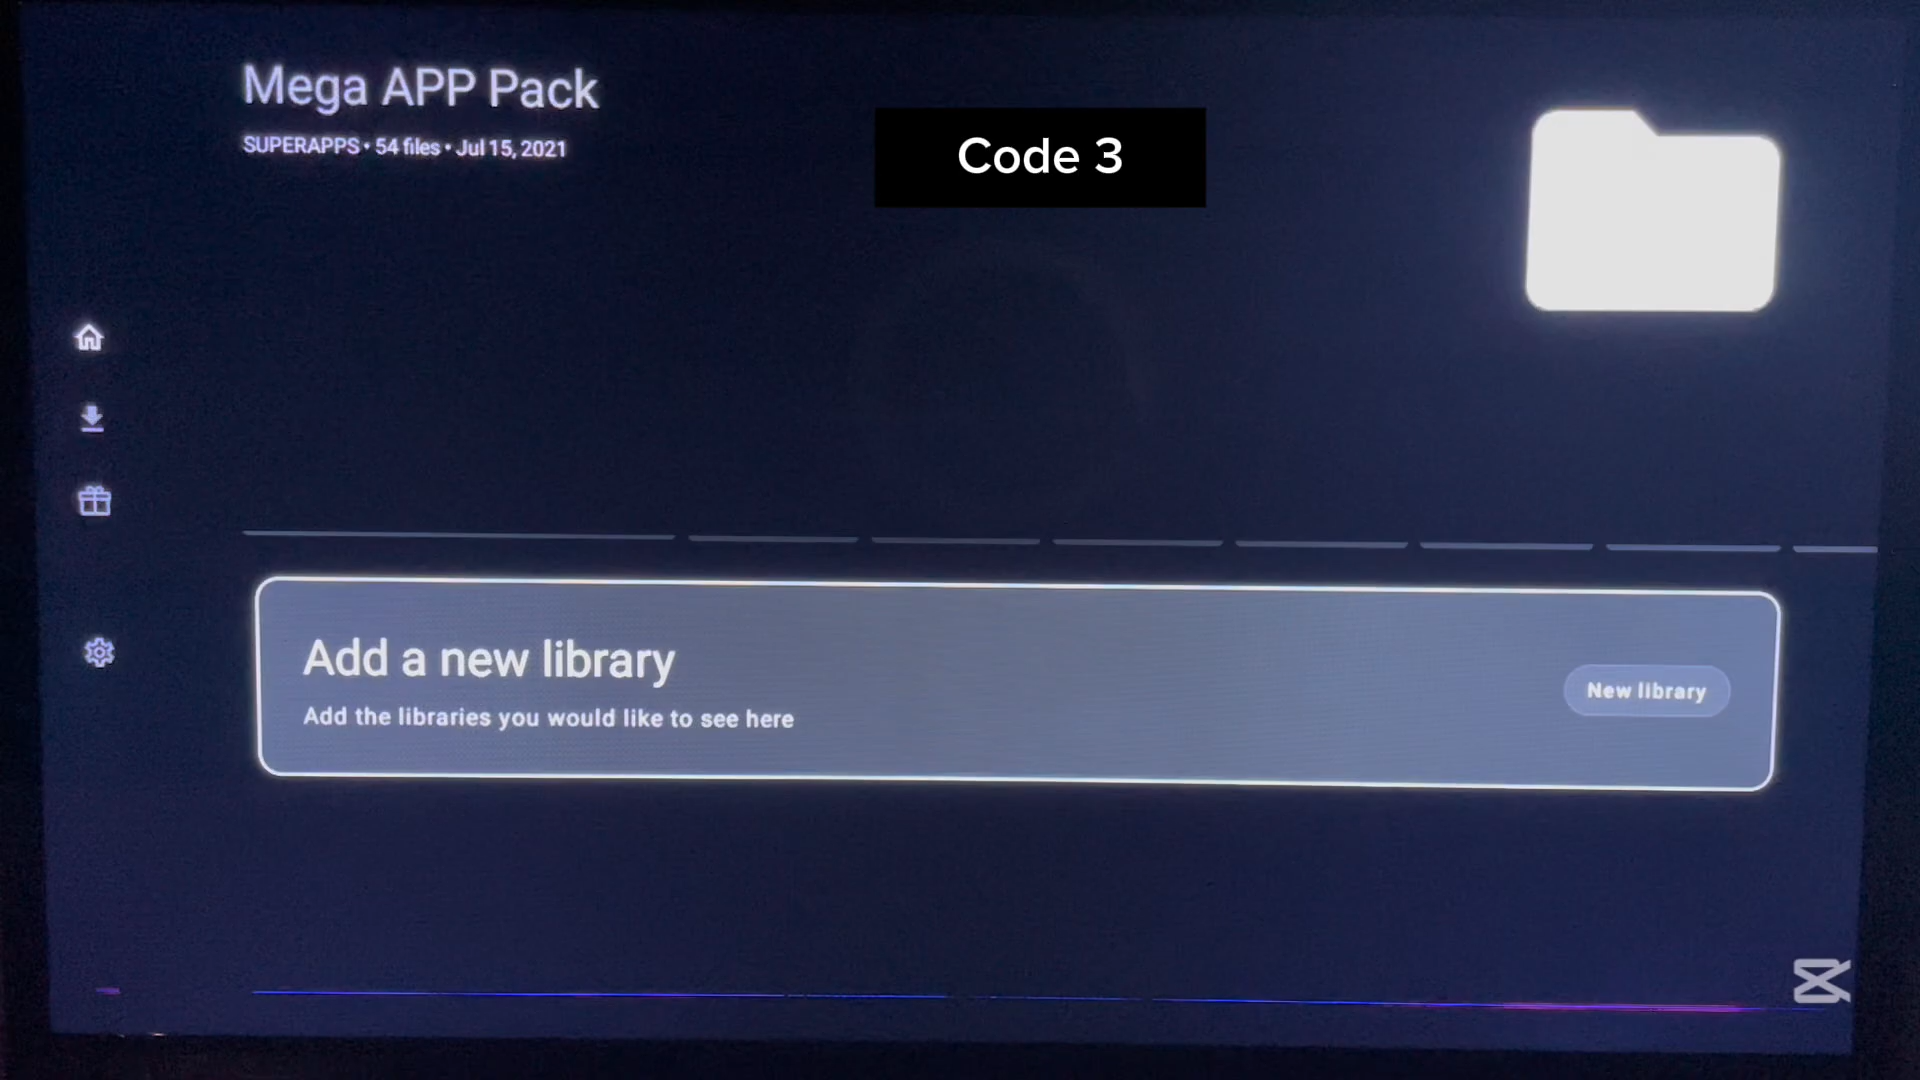 Mega APP Pack
SUPERAPPS • 54 files • Jul 15, 2021
Code 3
Add a new library
Add the libraries you would like to see here
New library